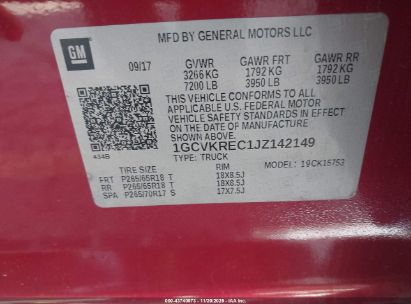 MFD BY GENERAL MOTORS LLC
GM
09/17 GVWR GAWR FRT GAWR RR
3266 KG 1792 KG 1792 KG
7200 LB 3950 LB 3950 LB
THIS VEHICLE CONFORMS TO ALL
APPLICABLE U.S. FEDERAL MOTOR
VEHICLE SAFETY STANDARDS IN EFFECT
ON THE DATE OF MANUFACTURE
SHOWN ABOVE.
1GCVKREC1JZ142149
TYPE: TRUCK MODEL: 19CK15753
434B
TIRE SIZE RIM
FRT P265/65R18 T 18X8.5J
RR P265/65R18 T 18X8.5J
SPA P265/70R17 S 17X7.5J